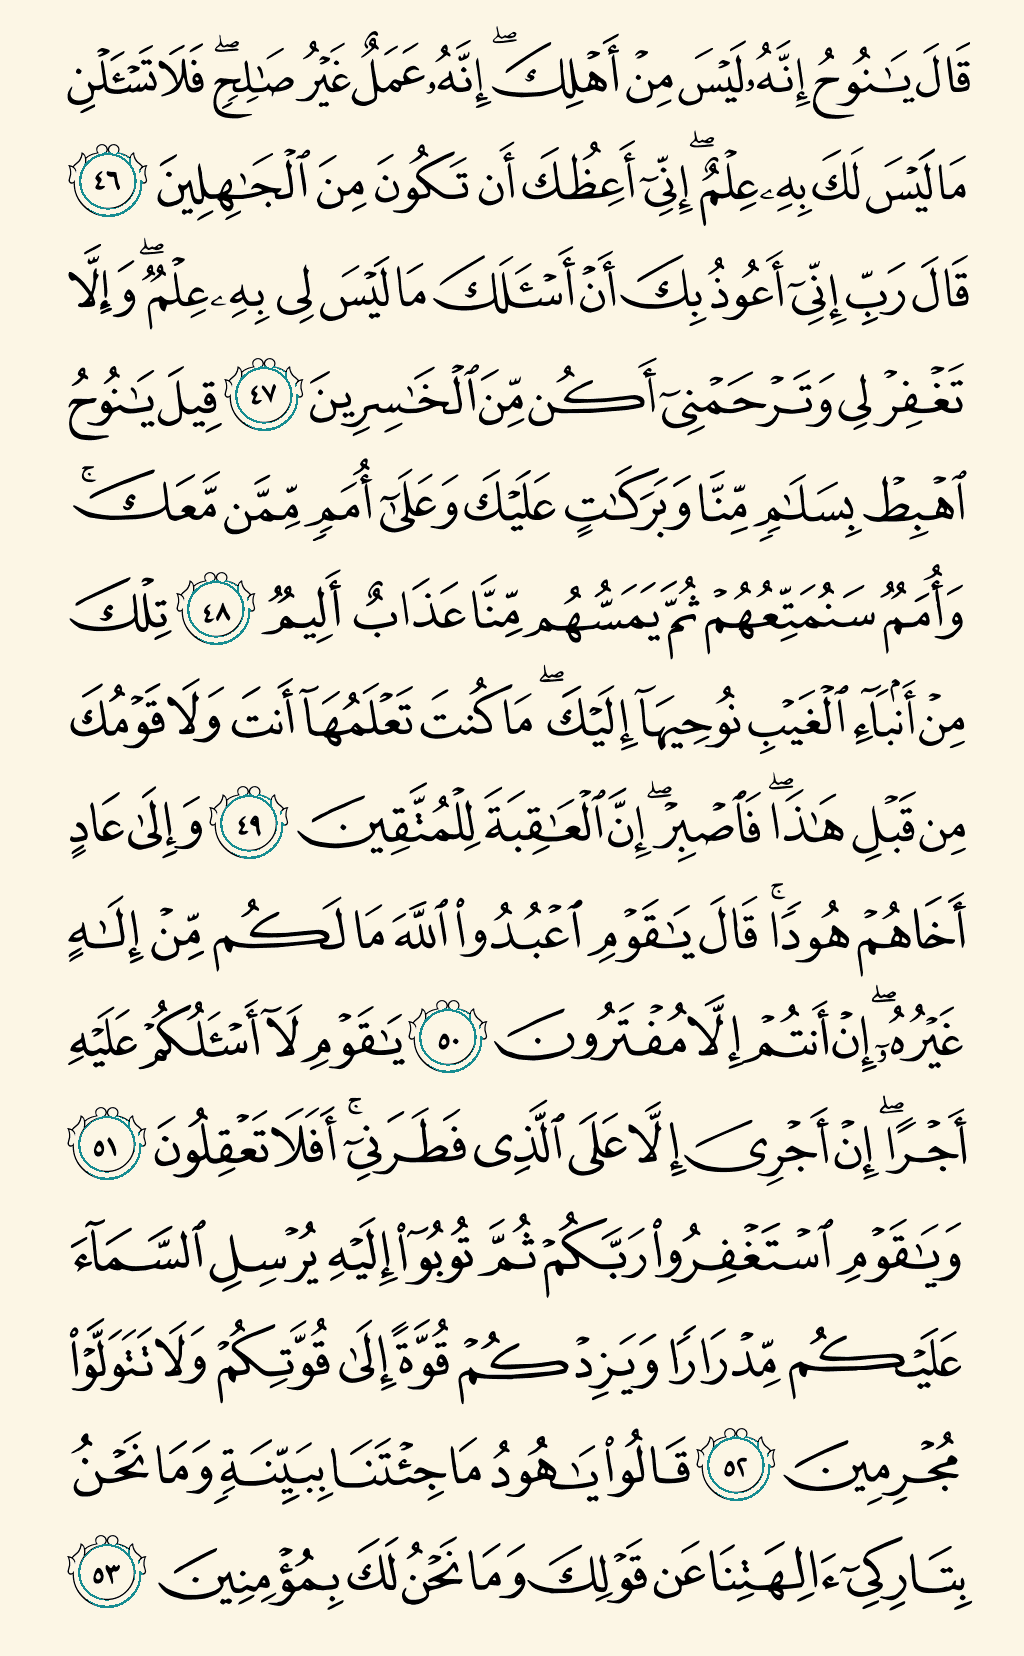 قَالَ يَـٰنُوحُ إِنَّهُۥ لَيْسَ مِنْ أَهْلِكَ ۖ إِنَّهُۥ عَمَلٌ غَيْرُ صَـٰلِحٍ ۖ فَلَا تَسْـَٔلْنِ
مَا لَيْسَ لَكَ بِهِۦ عِلْمٌ ۖ إِنِّىٓ أَعِظُكَ أَن تَكُونَ مِنَ ٱلْجَـٰهِلِينَ ٤٦
قَالَ رَبِّ إِنِّىٓ أَعُوذُ بِكَ أَنْ أَسْـَٔلَكَ مَا لَيْسَ لِى بِهِۦ عِلْمٌ ۖ وَإِلَّا
تَغْفِرْ لِى وَتَرْحَمْنِىٓ أَكُن مِّنَ ٱلْخَـٰسِرِينَ ٤٧ قِيلَ يَـٰنُوحُ
ٱهْبِطْ بِسَلَـٰمٍ مِّنَّا وَبَرَكَـٰتٍ عَلَيْكَ وَعَلَىٰٓ أُمَمٍ مِّمَّن مَّعَكَ ۚ
وَأُمَمٌ سَنُمَتِّعُهُمْ ثُمَّ يَمَسُّهُم مِّنَّا عَذَابٌ أَلِيمٌ ٤٨ تِلْكَ
مِنْ أَنۢبَآءِ ٱلْغَيْبِ نُوحِيهَآ إِلَيْكَ ۖ مَا كُنتَ تَعْلَمُهَآ أَنتَ وَلَا قَوْمُكَ
مِن قَبْلِ هَـٰذَا ۖ فَٱصْبِرْ ۖ إِنَّ ٱلْعَـٰقِبَةَ لِلْمُتَّقِينَ ٤٩ وَإِلَىٰ عَادٍ
أَخَاهُمْ هُودًا ۚ قَالَ يَـٰقَوْمِ ٱعْبُدُوا۟ ٱللَّهَ مَا لَكُم مِّنْ إِلَـٰهٍ
غَيْرُهُۥٓ ۖ إِنْ أَنتُمْ إِلَّا مُفْتَرُونَ ٥٠ يَـٰقَوْمِ لَآ أَسْـَٔلُكُمْ عَلَيْهِ
أَجْرًا ۖ إِنْ أَجْرِىَ إِلَّا عَلَى ٱلَّذِى فَطَرَنِىٓ ۚ أَفَلَا تَعْقِلُونَ ٥١
وَيَـٰقَوْمِ ٱسْتَغْفِرُوا۟ رَبَّكُمْ ثُمَّ تُوبُوٓا۟ إِلَيْهِ يُرْسِلِ ٱلسَّمَآءَ
عَلَيْكُم مِّدْرَارًا وَيَزِدْكُمْ قُوَّةً إِلَىٰ قُوَّتِكُمْ وَلَا تَتَوَلَّوْا۟
مُجْرِمِينَ ٥٢ قَالُوا۟ يَـٰهُودُ مَا جِئْتَنَا بِبَيِّنَةٍ وَمَا نَحْنُ
بِتَارِكِىٓ ءَالِهَتِنَا عَن قَوْلِكَ وَمَا نَحْنُ لَكَ بِمُؤْمِنِينَ ٥٣